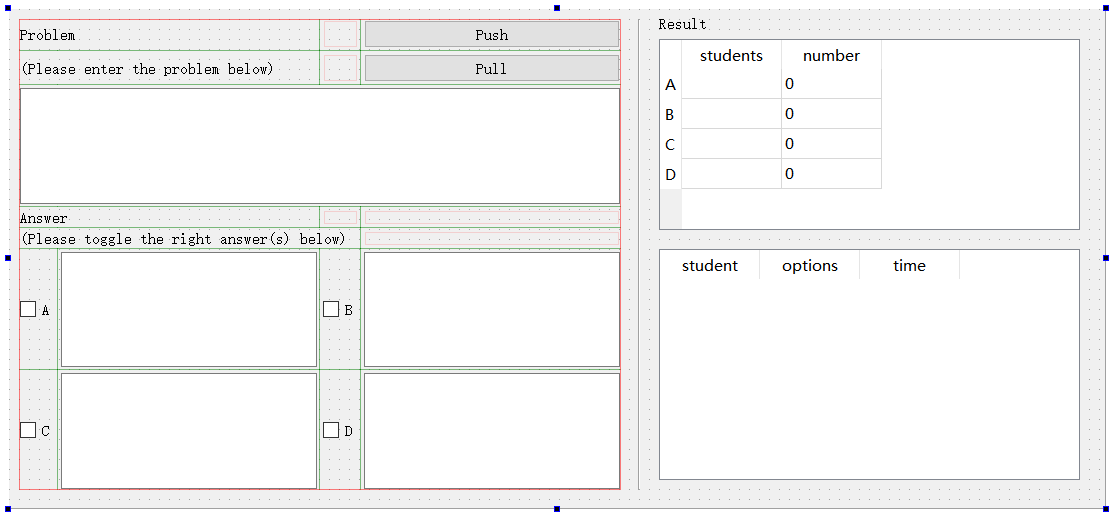 Problem
Push
(Please enter the problem below)
Pull
Answer
(Please toggle the right answer(s) below)
A
B
C
D
Result
students number
A 0
B 0
C 0
D 0
student options time